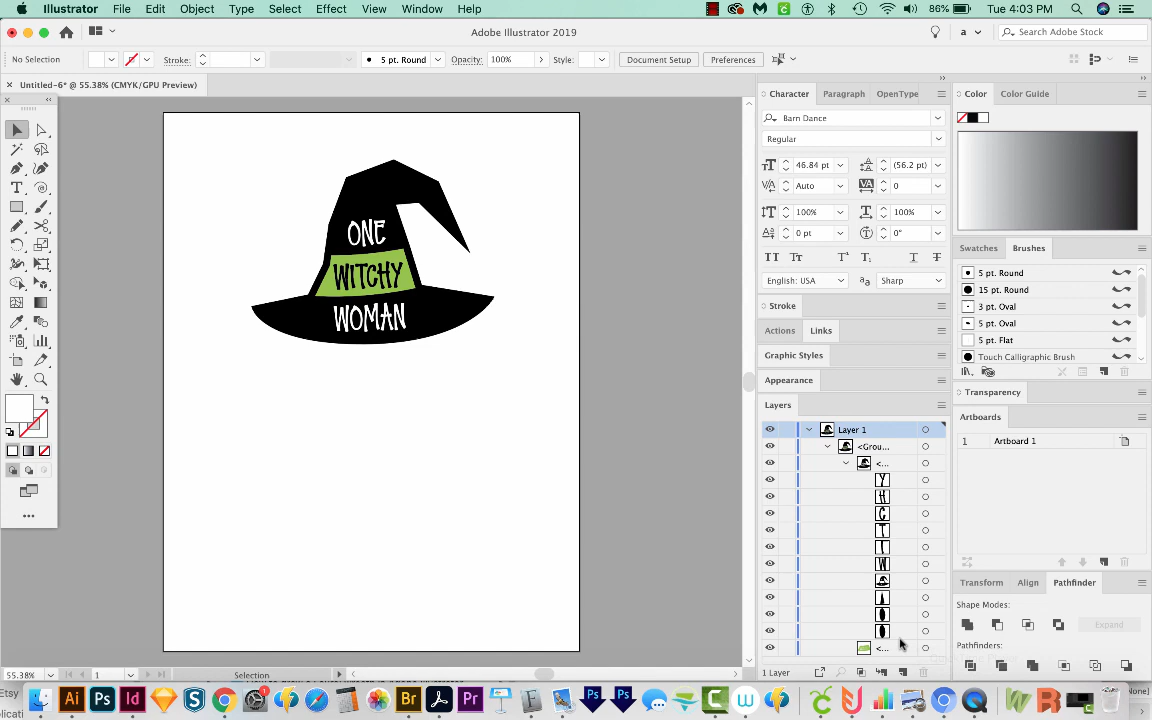 Illustrator File Edit Object Type Select Effect View Window Help 86% Tue 4:03 PM
Adobe Illustrator 2019 a Search Adobe Stock
No Selection Stroke: 5 pt. Round Opacity: 100% Style: Document Setup Preferences
Untitled-6* @ 55.38% (CMYK/GPU Preview)
ONE
WITCHY
WOMAN
Character Paragraph OpenType
Barn Dance
Regular
46.84 pt (56.2 pt)
Auto 0
100% 100%
0 pt 0°
English: USA Sharp
Stroke
Actions Links
Graphic Styles
Appearance
Layers
Layer 1
<Grou...
<...
Y
H
C
T
I
W
<...
1 Layer
Color Color Guide
Swatches Brushes
5 pt. Round
15 pt. Round
3 pt. Oval
5 pt. Oval
5 pt. Flat
Touch Calligraphic Brush
Transparency
Artboards
1 Artboard 1
Transform Align Pathfinder
Shape Modes:
Expand
Pathfinders:
55.38% 1 Selection
Etsy